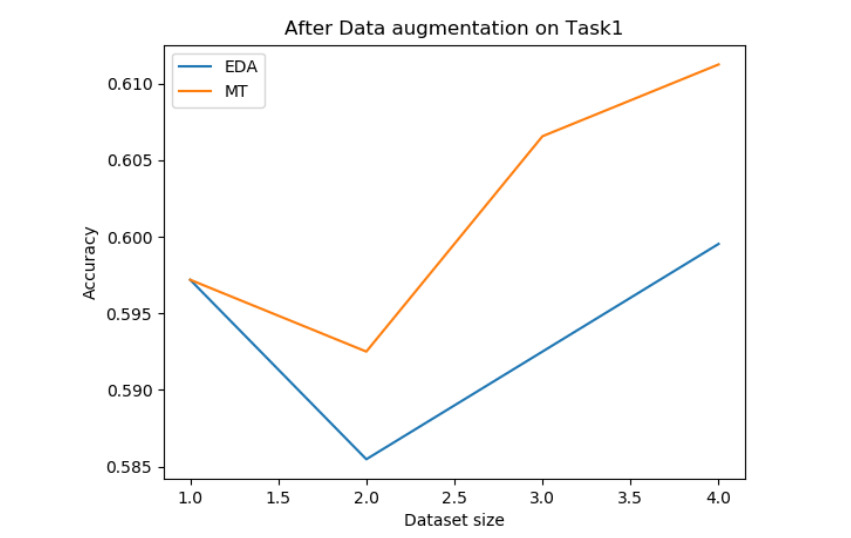 After Data augmentation on Task1
EDA
MT
0.610
0.605
0.600
0.595
0.590
0.585
Accuracy
1.0 1.5 2.0 2.5 3.0 3.5 4.0
Dataset size